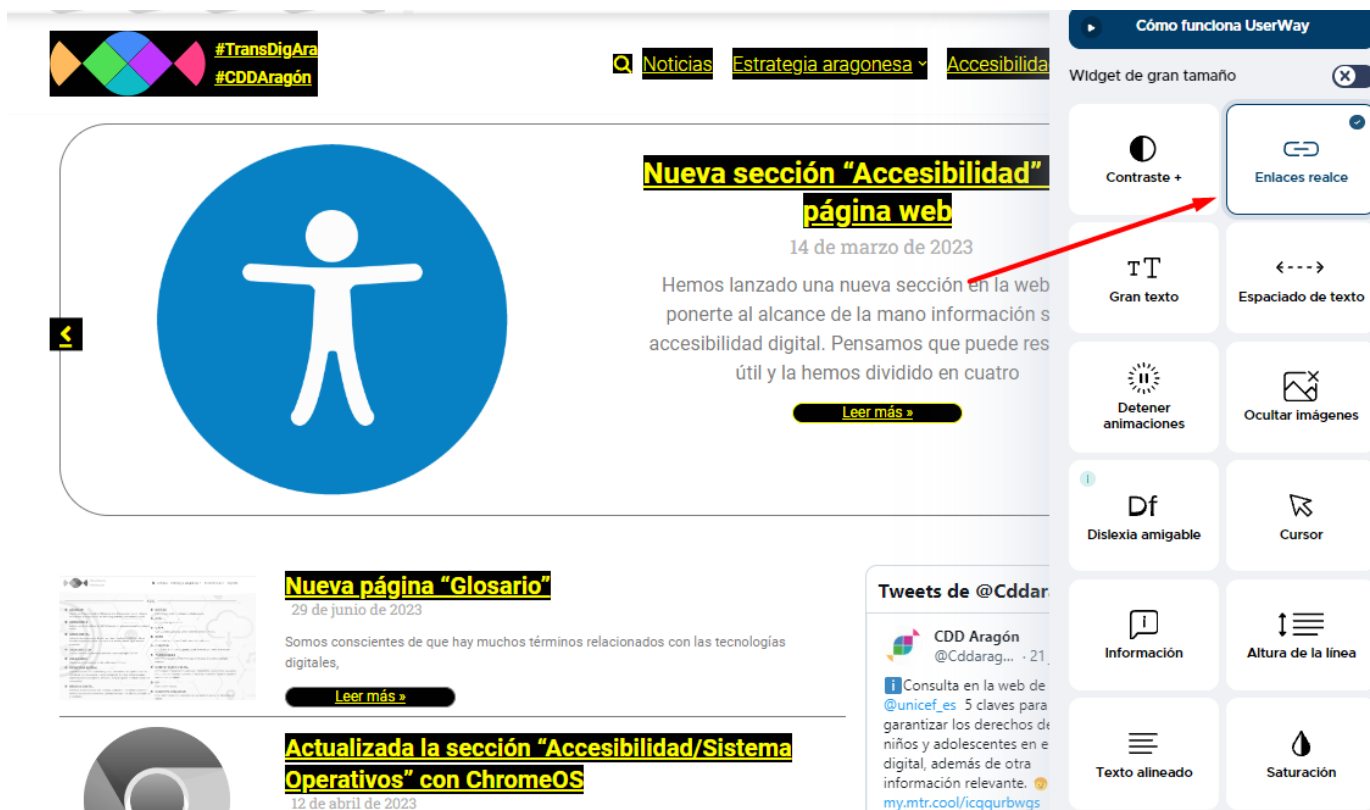 #TransDigAra
#CDDAragón
Noticias Estrategia aragonesa Accesibilida
Nueva sección “Accesibilidad”
página web
14 de marzo de 2023
Hemos lanzado una nueva sección en la web
ponerte al alcance de la mano información s
accesibilidad digital. Pensamos que puede res
útil y la hemos dividido en cuatro
Leer más »
Nueva página “Glosario”
29 de junio de 2023
Somos conscientes de que hay muchos términos relacionados con las tecnologías
digitales,
Leer más »
Actualizada la sección “Accesibilidad/Sistema
Operativos” con ChromeOS
12 de abril de 2023
Tweets de @Cddar
CDD Aragón
@Cddarag... · 21
Consulta en la web de
@unicef_es 5 claves para
garantizar los derechos de
niños y adolescentes en e
digital, además de otra
información relevante.
my.mtr.cool/icqqurbwgs
Cómo funciona UserWay
Widget de gran tamaño
Contraste +
Enlaces realce
TT
Gran texto
Espaciado de texto
Detener
animaciones
Ocultar imágenes
Df
Dislexia amigable
Cursor
Información
Altura de la línea
Texto alineado
Saturación